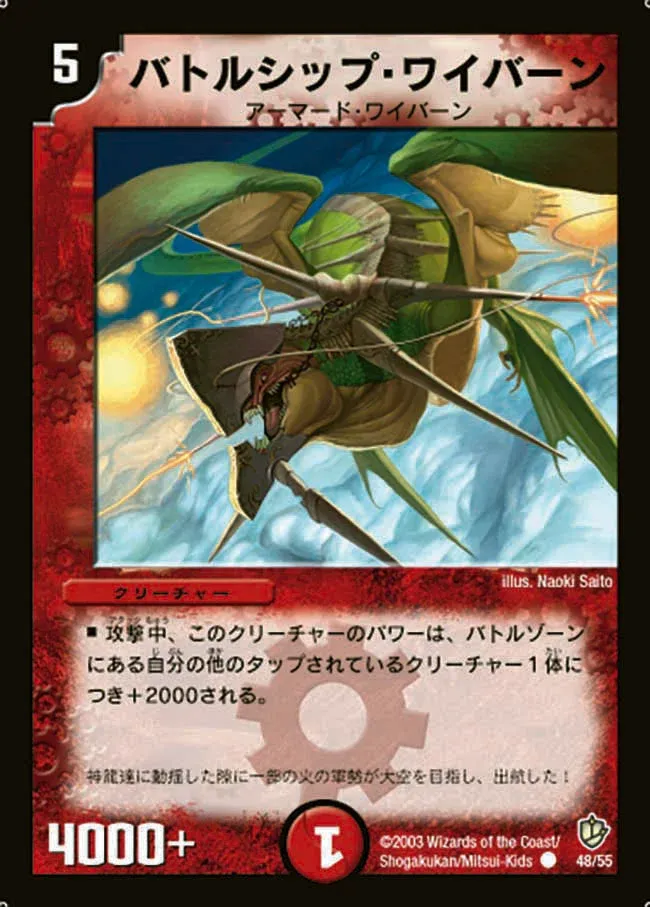 5
バトルシップ・ワイバーン
アーマード・ワイバーン
illus. Naoki Saito
クリーチャー
■ 攻撃中、このクリーチャーのパワーは、バトルゾーン
にある自分の他のタップされているクリーチャー1体に
つき+2000される。
神龍達に動揺した隙に一部の火の軍勢が大空を目指し、出航した!
4000+
1
©2003 Wizards of the Coast/
Shogakukan/Mitsui-Kids
48/55